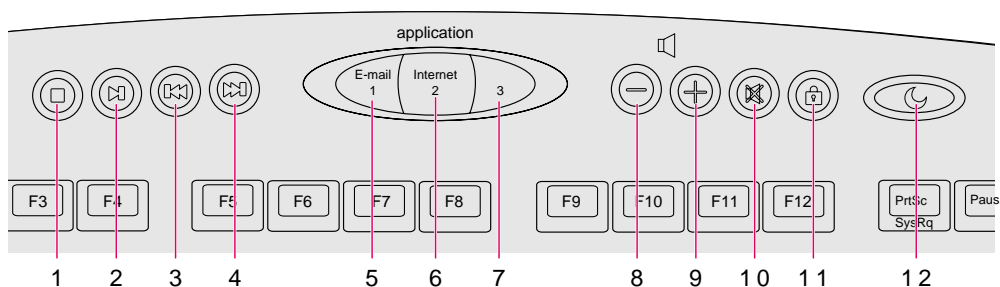 application
E-mail Internet
1 2 3
F3 F4 F5 F6 F7 F8 F9 F10 F11 F12 PrtSc Paus
SysRq
1 2 3 4 5 6 7 8 9 10 11 12